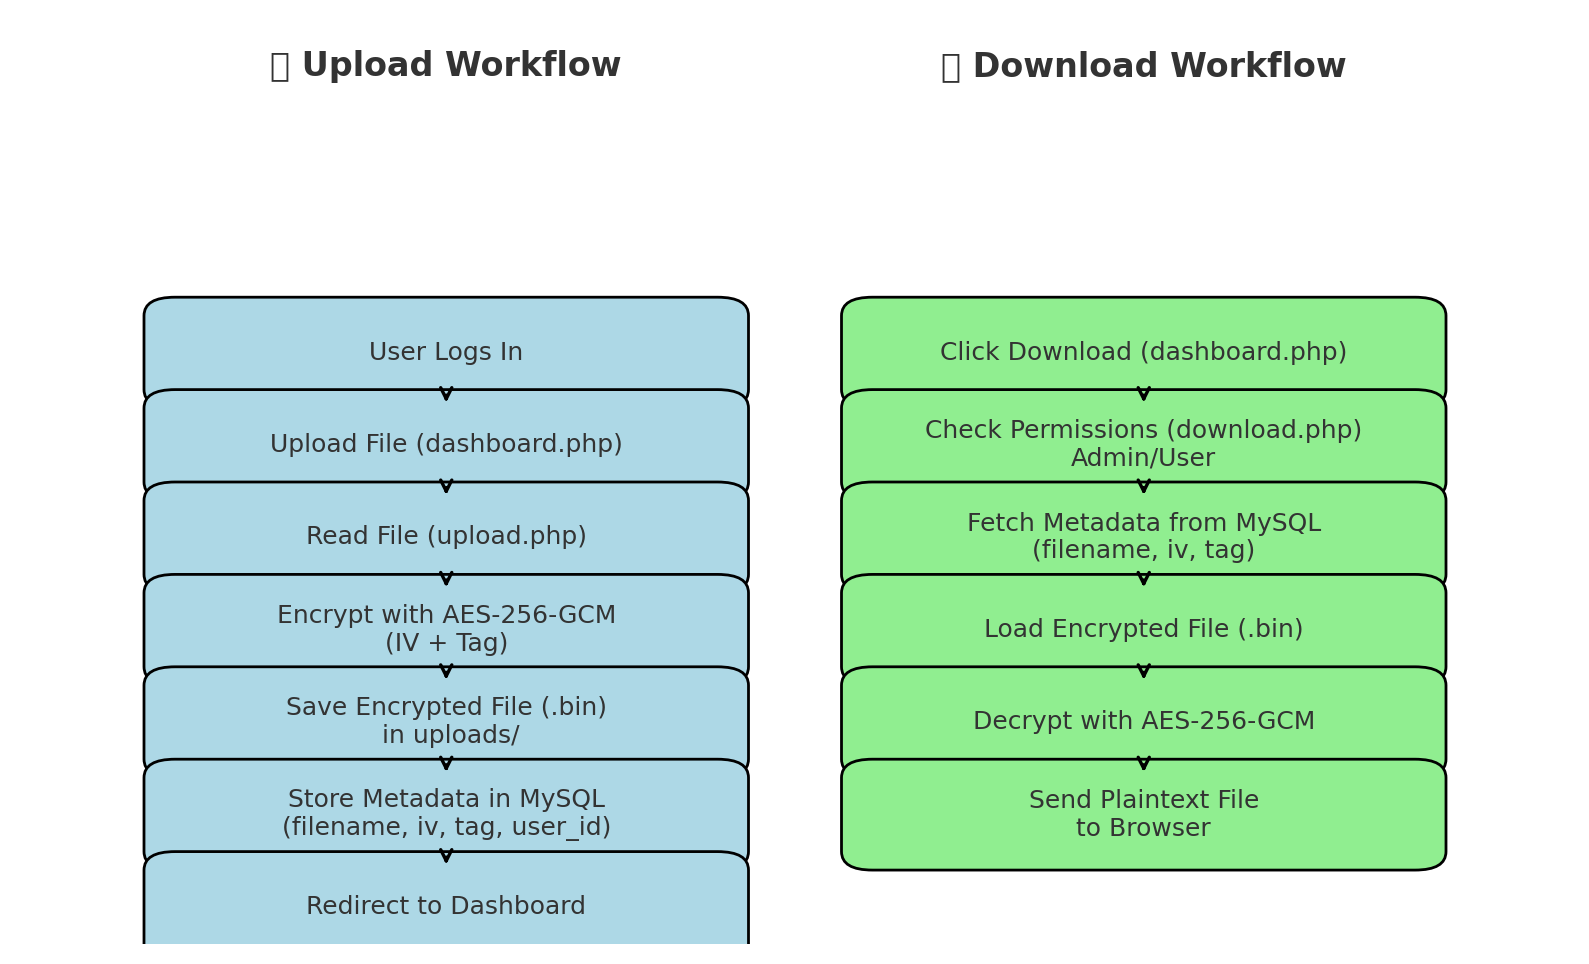 Upload Workflow
Download Workflow
User Logs In
Upload File (dashboard.php)
Read File (upload.php)
Encrypt with AES-256-GCM
(IV + Tag)
Save Encrypted File (.bin)
in uploads/
Store Metadata in MySQL
(filename, iv, tag, user_id)
Redirect to Dashboard
Click Download (dashboard.php)
Check Permissions (download.php)
Admin/User
Fetch Metadata from MySQL
(filename, iv, tag)
Load Encrypted File (.bin)
Decrypt with AES-256-GCM
Send Plaintext File
to Browser